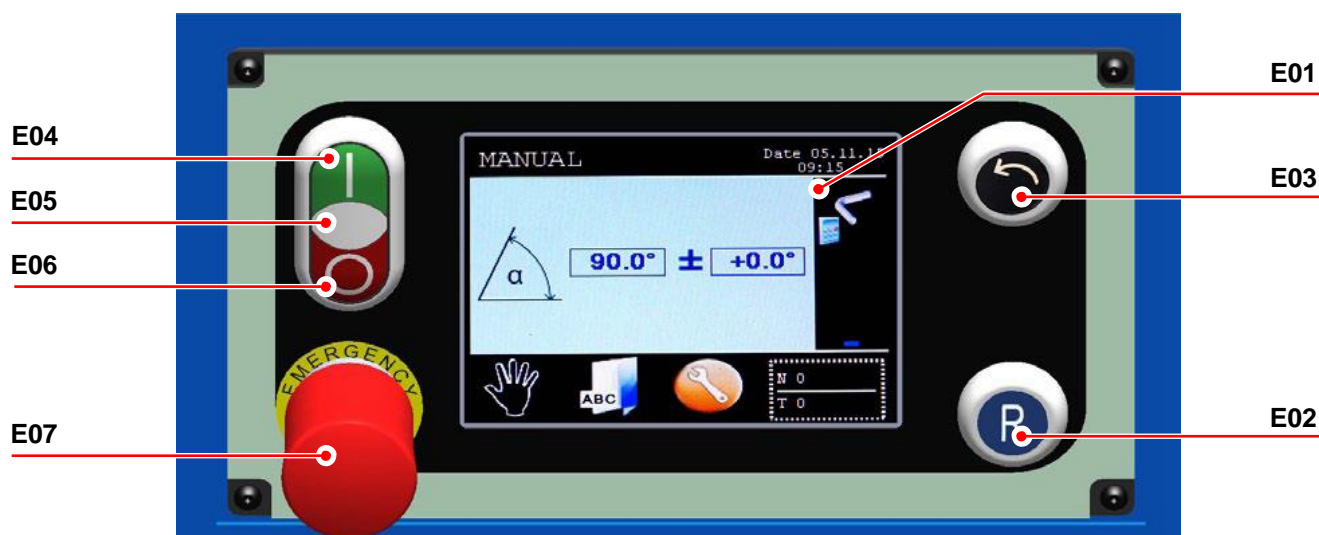 E01
E04
MANUAL
Date 05.11.15
09:15
E03
E05
90.0° ± +0.0°
E06
α
EMERGENCY
ABC
N 0
T 0
R
E02
E07